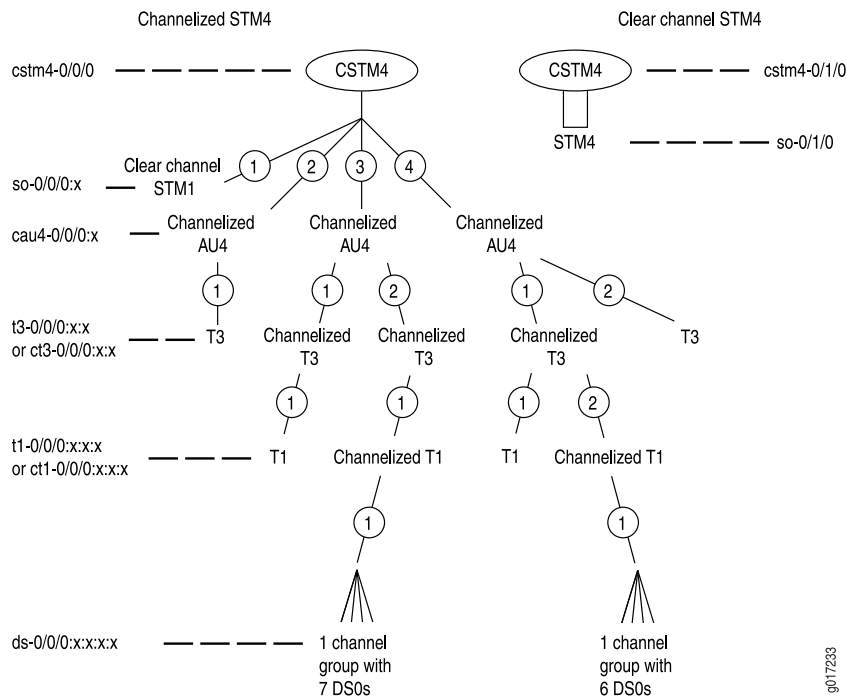 Channelized STM4
Clear channel STM4
cstm4-0/0/0
CSTM4
CSTM4
cstm4-0/1/0
STM4
so-0/1/0
1
2
3
4
Clear channel
STM1
so-0/0/0:x
cau4-0/0/0:x
Channelized
AU4
Channelized
AU4
Channelized
AU4
1
1
2
1
2
t3-0/0/0:x:x
or ct3-0/0/0:x:x
T3
Channelized
T3
Channelized
T3
Channelized
T3
T3
1
1
1
2
t1-0/0/0:x:x:x
or ct1-0/0/0:x:x:x
T1
Channelized T1
T1
Channelized T1
1
1
ds-0/0/0:x:x:x:x
1 channel
group with
7 DS0s
1 channel
group with
6 DS0s
g017233